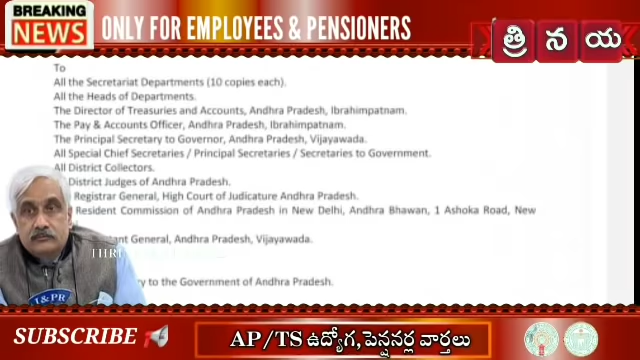 BREAKING
NEWS
ONLY FOR EMPLOYEES & PENSIONERS
త్రి న య
To
All the Secretariat Departments (10 copies each).
All the Heads of Departments.
The Director of Treasuries and Accounts, Andhra Pradesh, Ibrahimpatnam.
The Pay & Accounts Officer, Andhra Pradesh, Ibrahimpatnam.
The Principal Secretary to Governor, Andhra Pradesh, Vijayawada.
All Special Chief Secretaries / Principal Secretaries / Secretaries to Government.
All District Collectors.
District Judges of Andhra Pradesh.
Registrar General, High Court of Judicature Andhra Pradesh.
Resident Commission of Andhra Pradesh in New Delhi, Andhra Bhawan, 1 Ashoka Road, New
General, Andhra Pradesh, Vijayawada.
to the Government of Andhra Pradesh.
I & PR
SUBSCRIBE
AP/TS ఉద్యోగ,పెన్షనర్ల వార్తలు